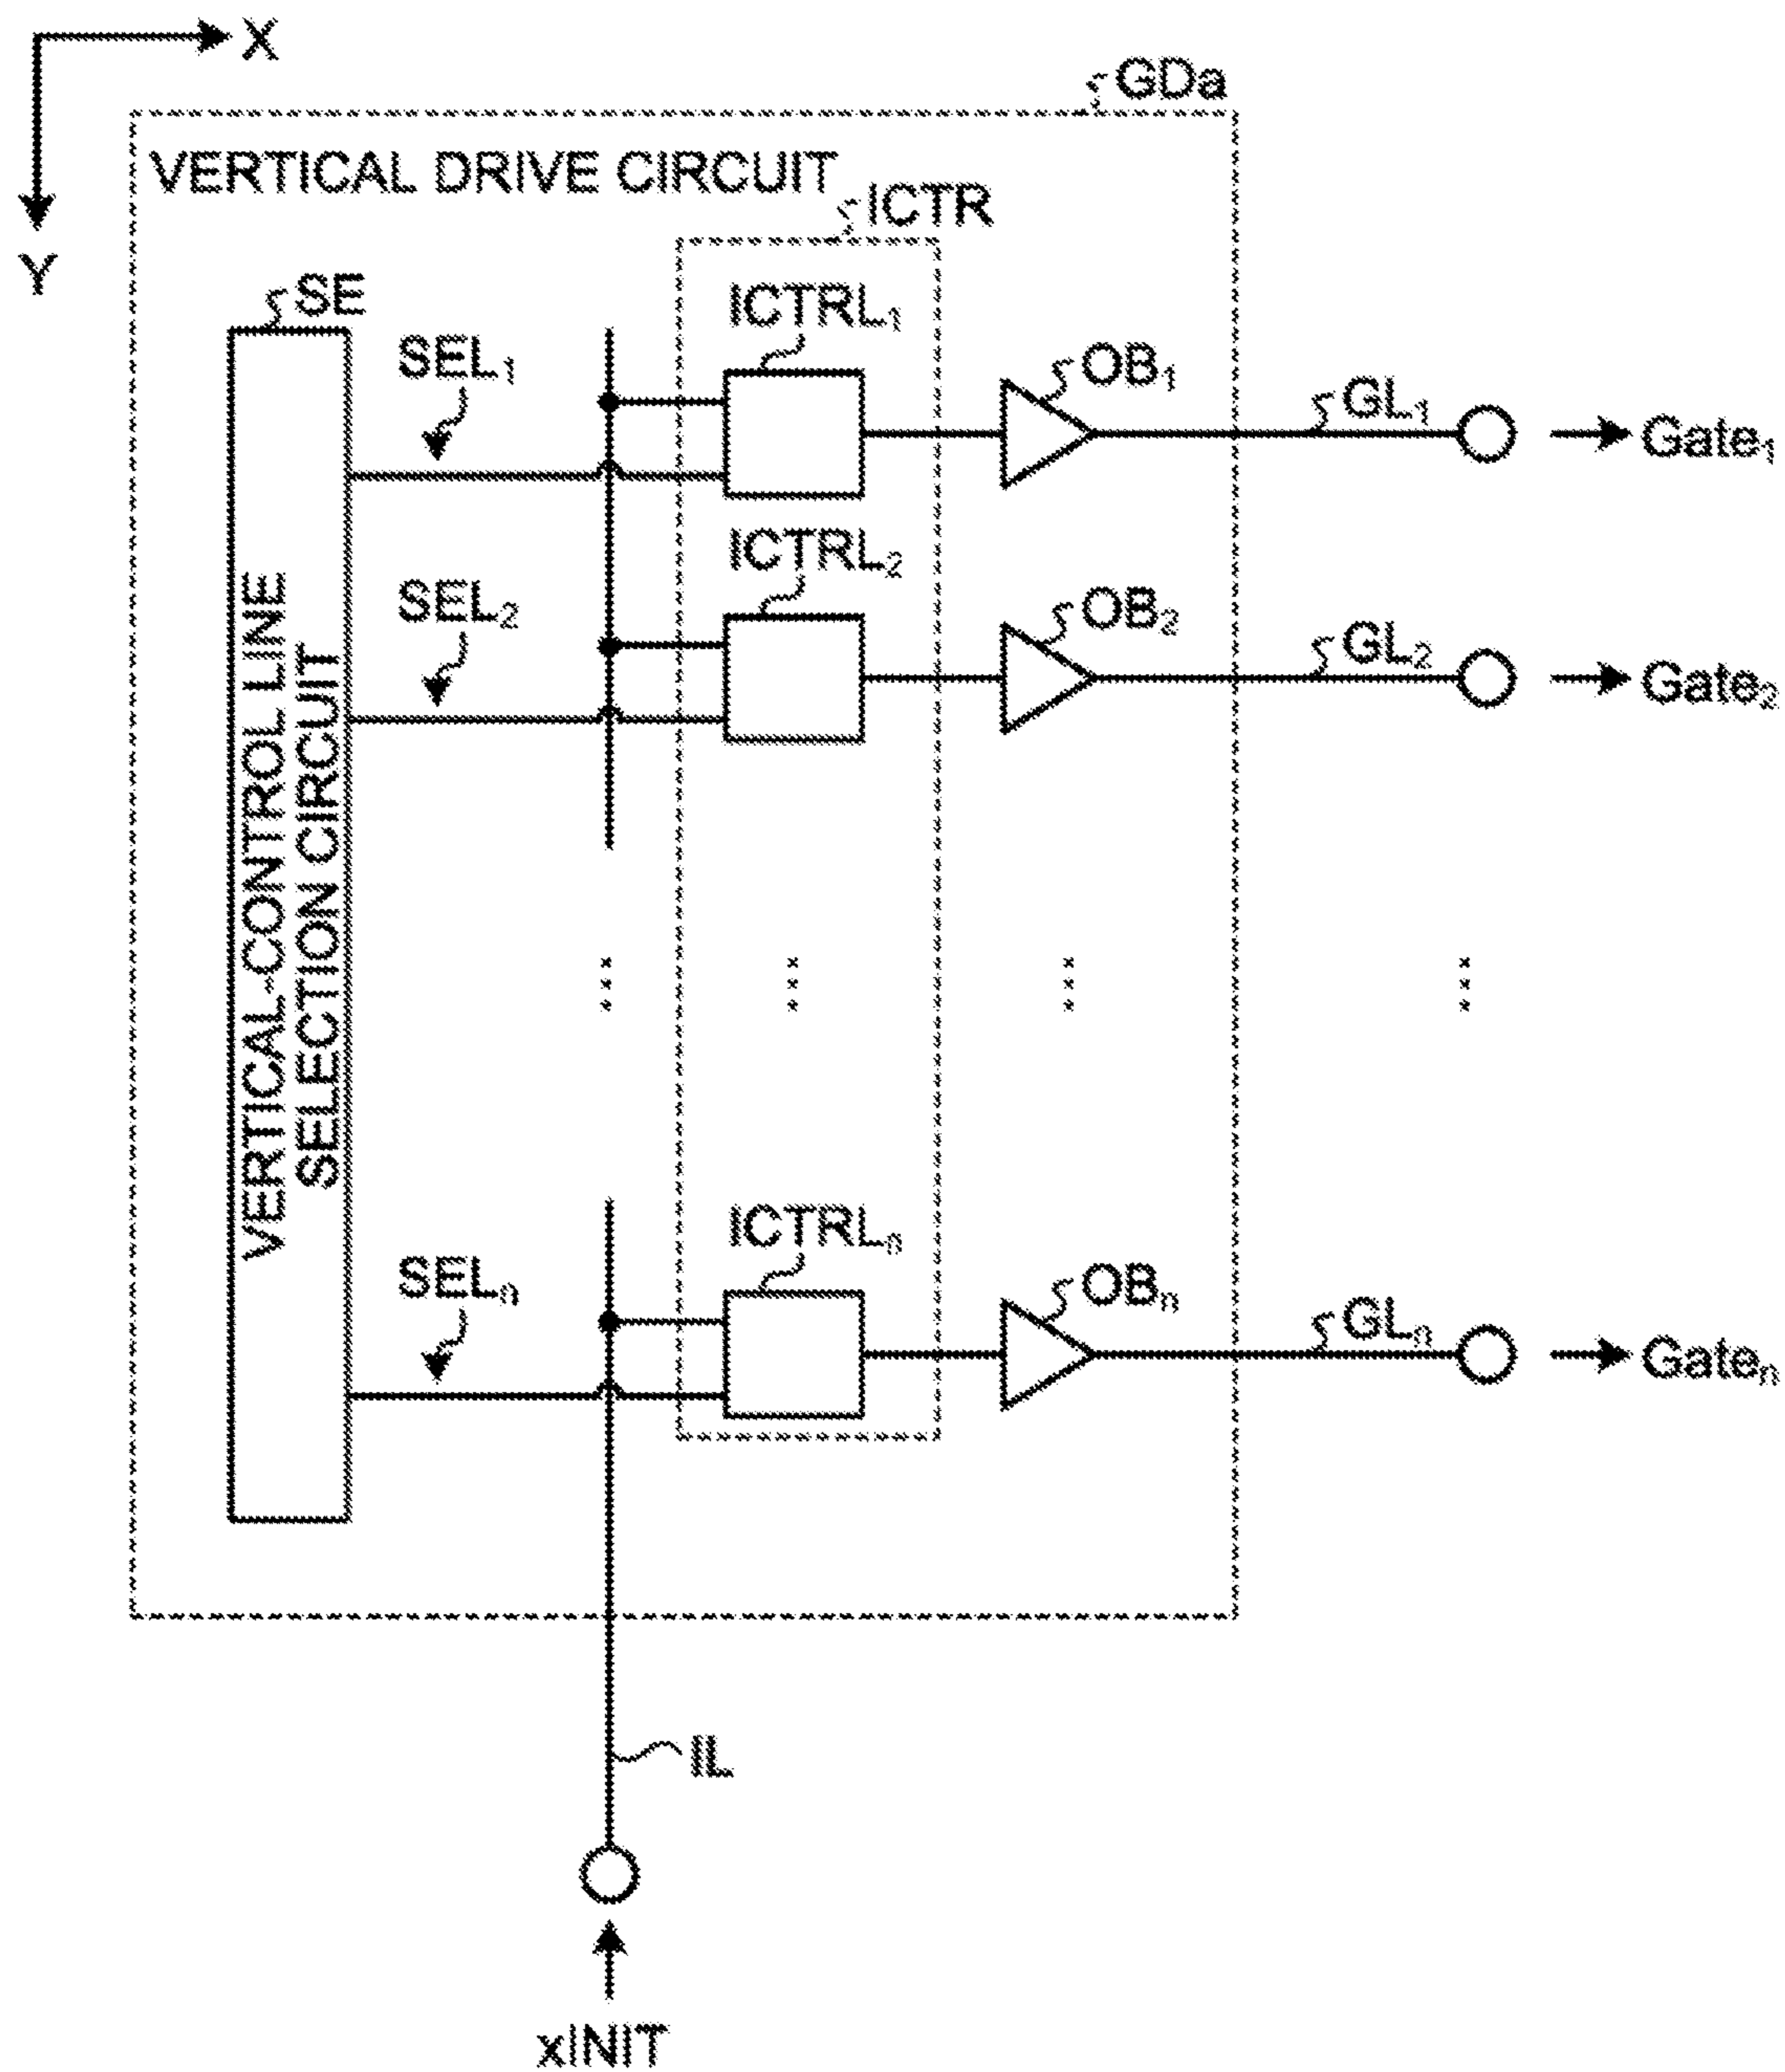 X
GDa
VERTICAL DRIVE CIRCUIT
ICTR
Y
SE
ICTRL1
SEL1
OB1
GL1
Gate1
ICTRL2
SEL2
OB2
GL2
Gate2
VERTICAL-CONTROL LINE
SELECTION CIRCUIT
ICTRLn
SELn
OBn
GLn
Gaten
IL
xINIT